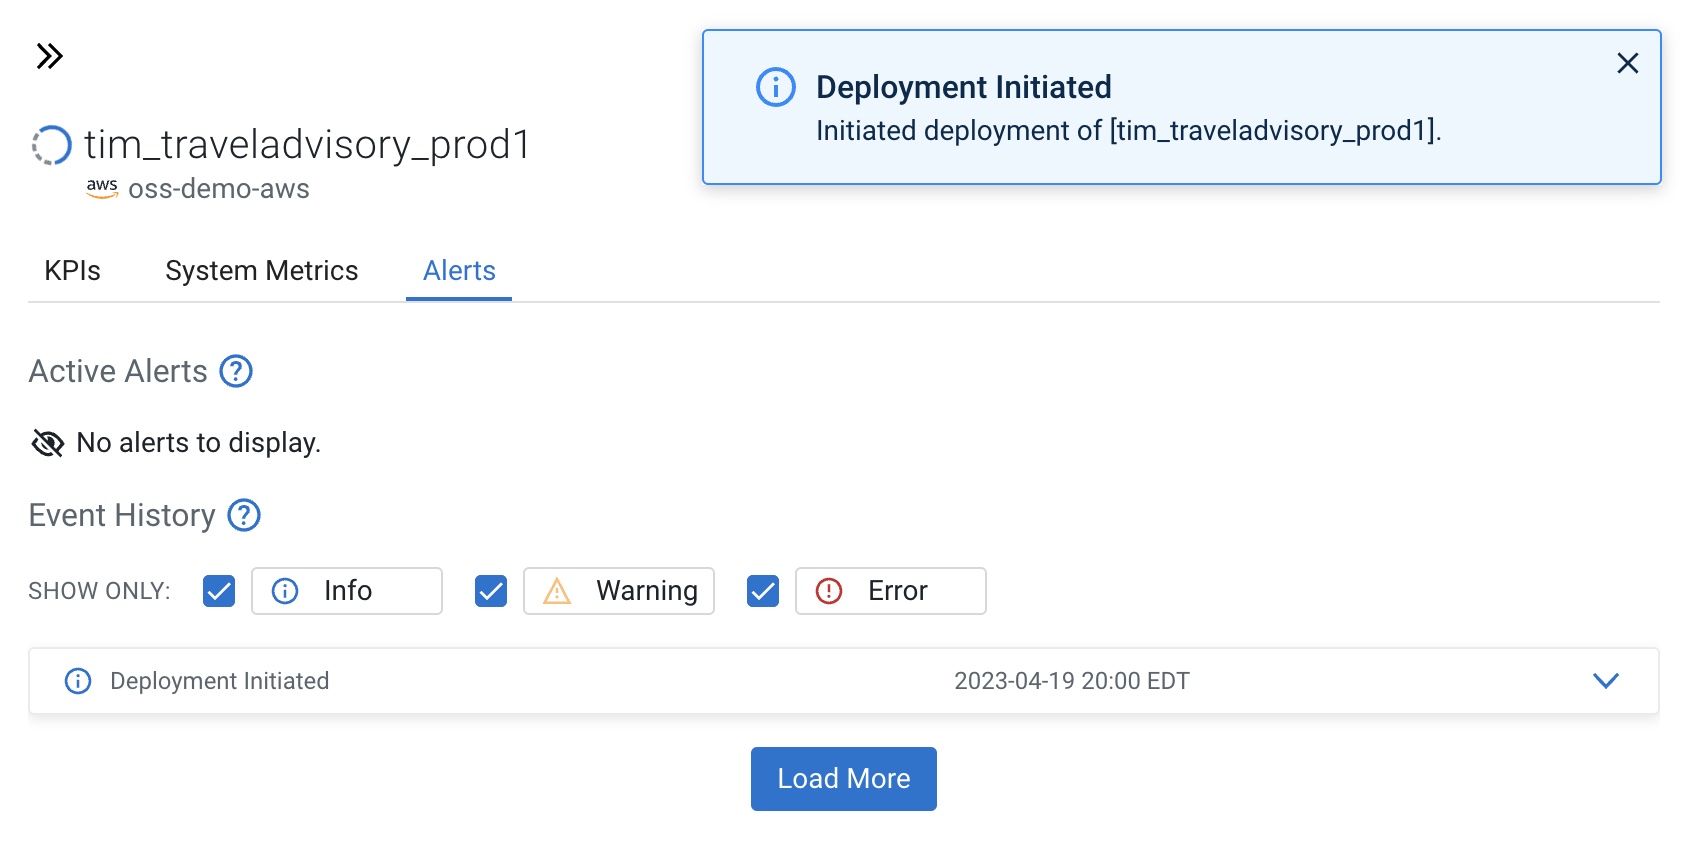 Deployment Initiated
Initiated deployment of [tim_traveladvisory_prod1].
tim_traveladvisory_prod1
aws oss-demo-aws
KPIs System Metrics Alerts
Active Alerts ?
No alerts to display.
Event History ?
SHOW ONLY: Info Warning Error
Deployment Initiated 2023-04-19 20:00 EDT
Load More